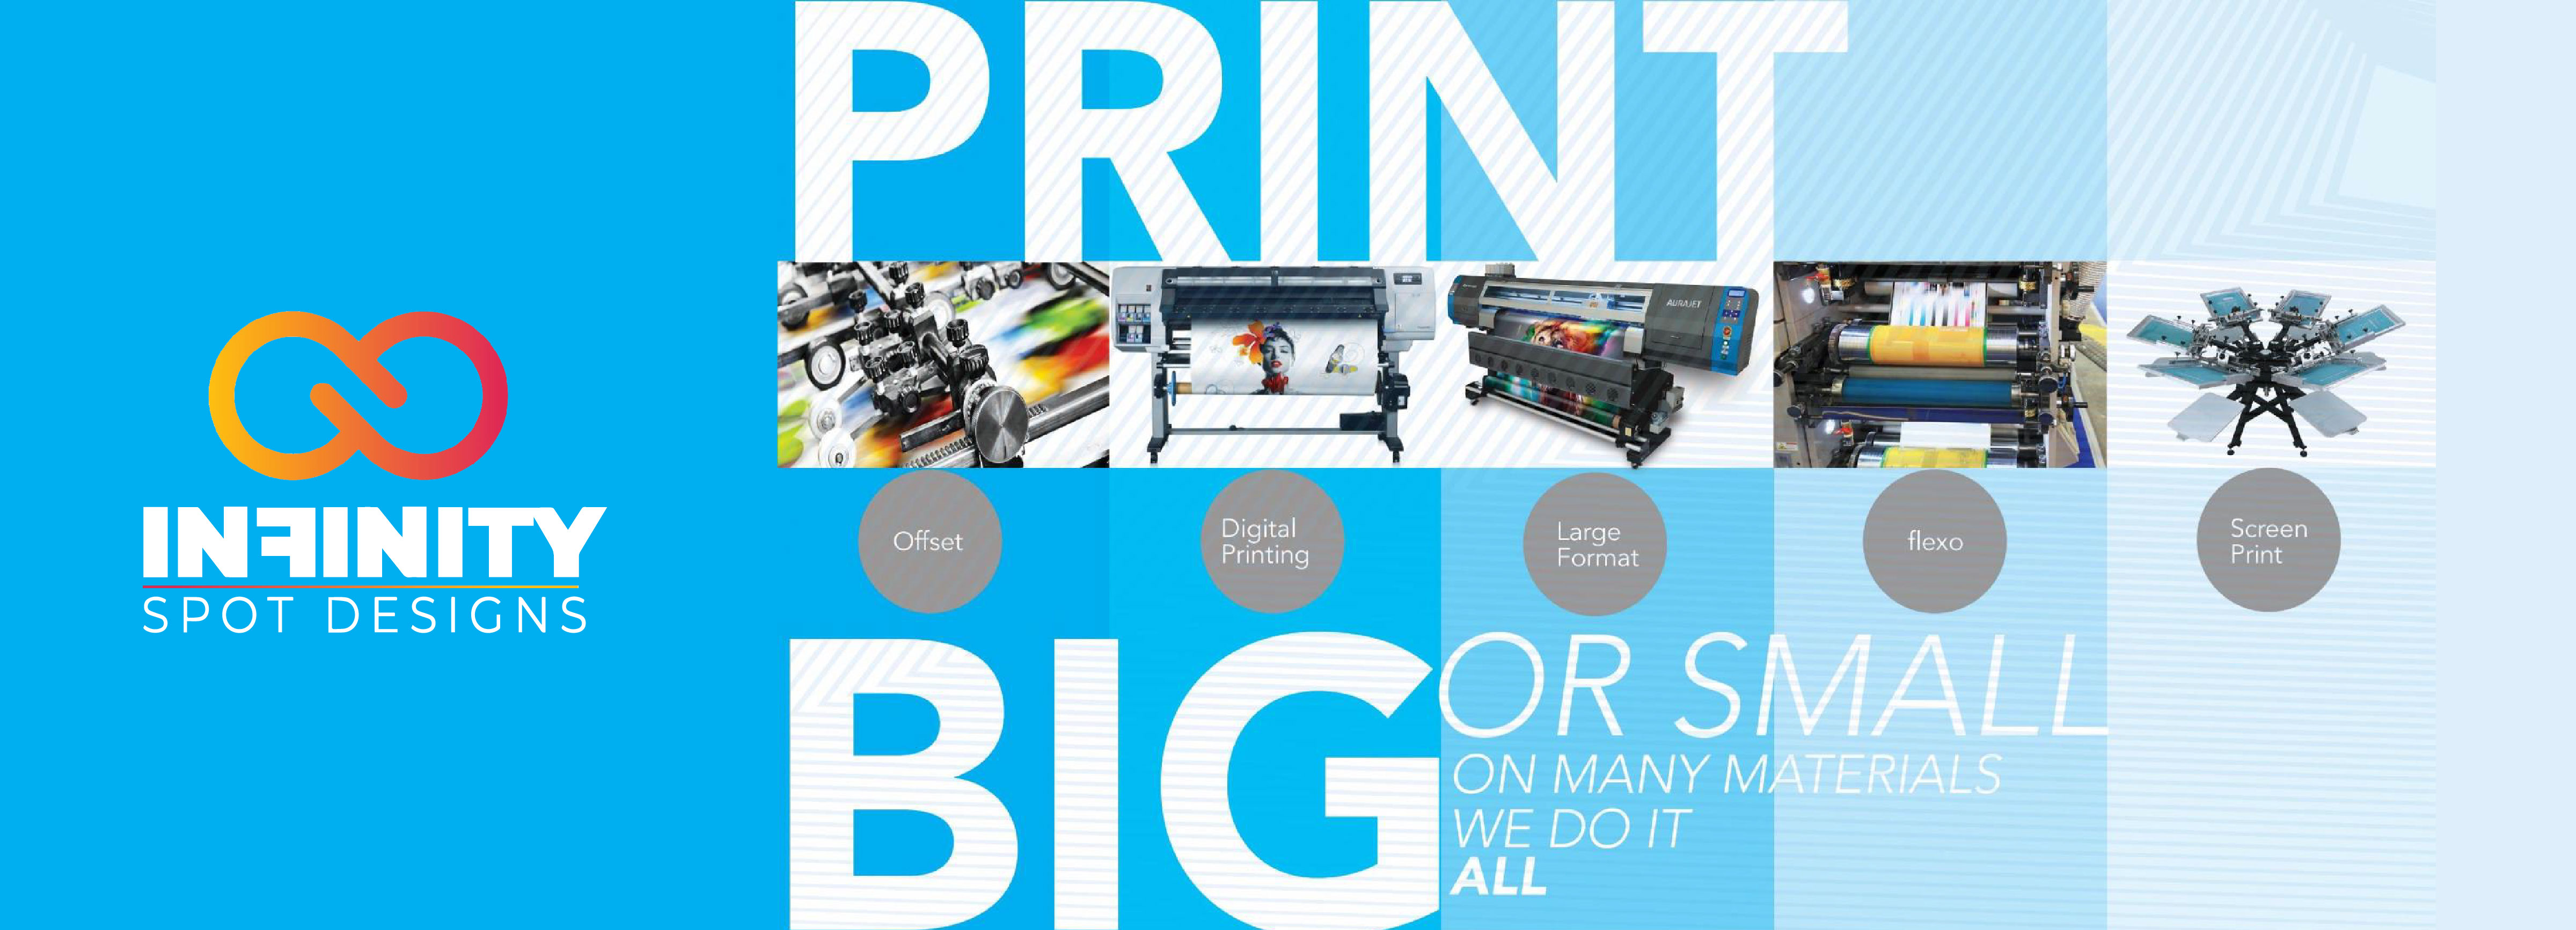 PRINT
AURAJET
INFINITY
SPOT DESIGNS
Offset
Digital
Printing
Large
Format
flexo
Screen
Print
BIG
OR SMALL
ON MANY MATERIALS
WE DO IT
ALL